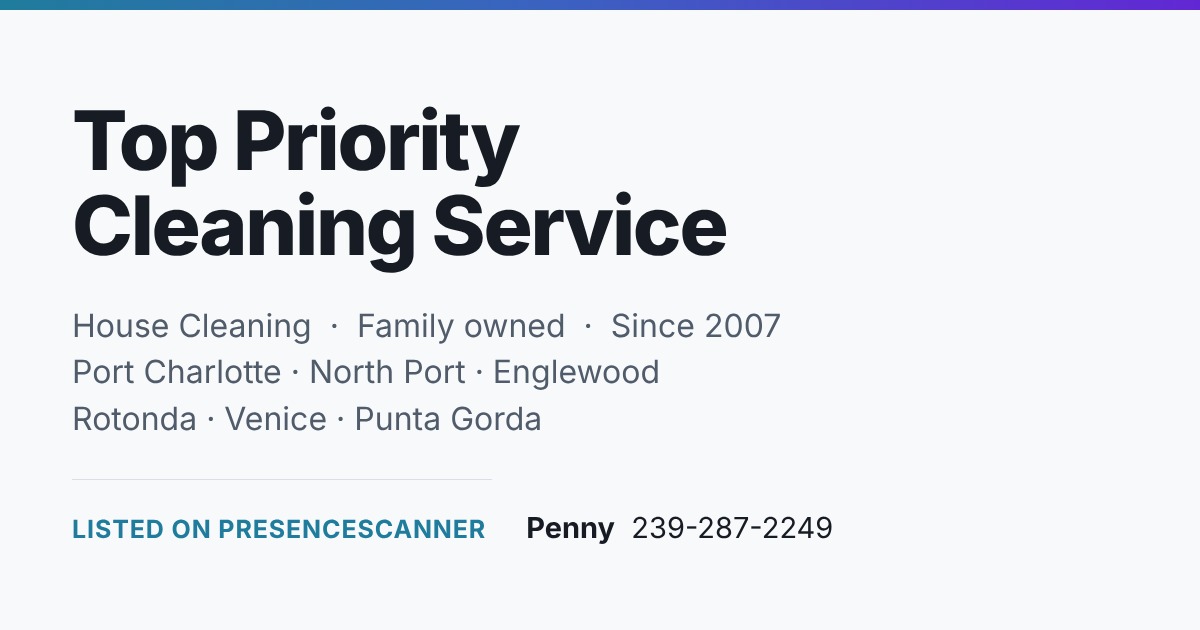 Top Priority
Cleaning Service
House Cleaning · Family owned · Since 2007
Port Charlotte · North Port · Englewood
Rotonda · Venice · Punta Gorda
LISTED ON PRESENCESCANNER Penny 239-287-2249